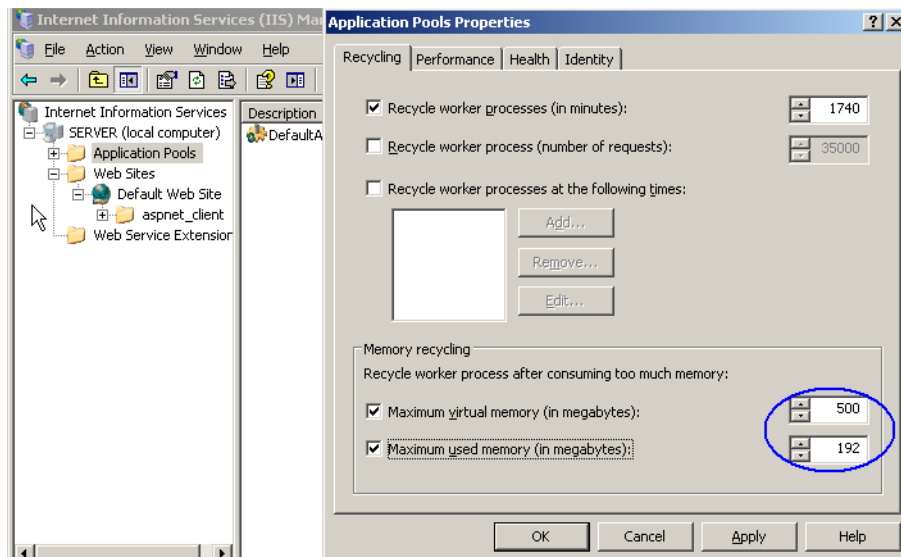 Internet Information Services (IIS) Ma
File Action View Window Help
Internet Information Services
SERVER (local computer)
Application Pools
Web Sites
Default Web Site
aspnet_client
Web Service Extension
Description
DefaultA
Application Pools Properties
Recycling Performance Health Identity
Recycle worker processes (in minutes): 1740
Recycle worker process (number of requests): 35000
Recycle worker processes at the following times:
Add...
Remove...
Edit...
Memory recycling
Recycle worker process after consuming too much memory:
Maximum virtual memory (in megabytes): 500
Maximum used memory (in megabytes): 192
OK Cancel Apply Help